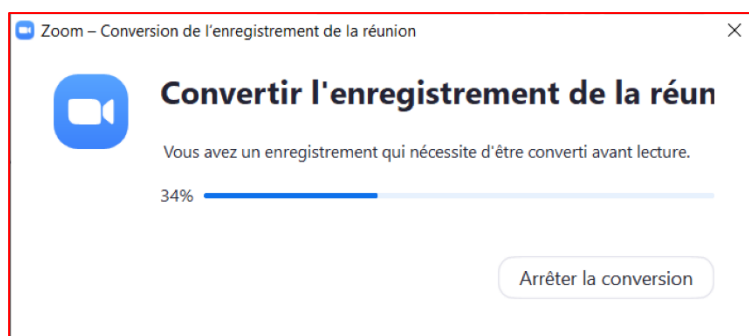 Zoom – Conversion de l'enregistrement de la réunion
Convertir l'enregistrement de la réun
Vous avez un enregistrement qui nécessite d'être converti avant lecture.
34%
Arrêter la conversion